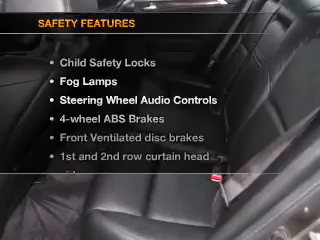 SAFETY FEATURES
• Child Safety Locks
• Fog Lamps
• Steering Wheel Audio Controls
• 4-wheel ABS Brakes
• Front Ventilated disc brakes
• 1st and 2nd row curtain head